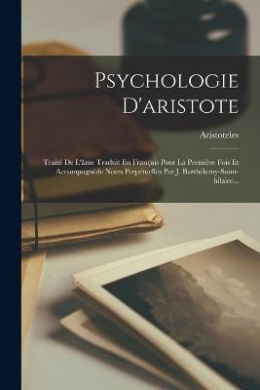 PSYCHOLOGIE
D'ARISTOTE
Aristoteles
Traité De L'âme Traduit En Français Pour La Première Fois Et
Accompagnéde Notes Perpétuelles Par J. Barthélemy-Saint-
hilaire...